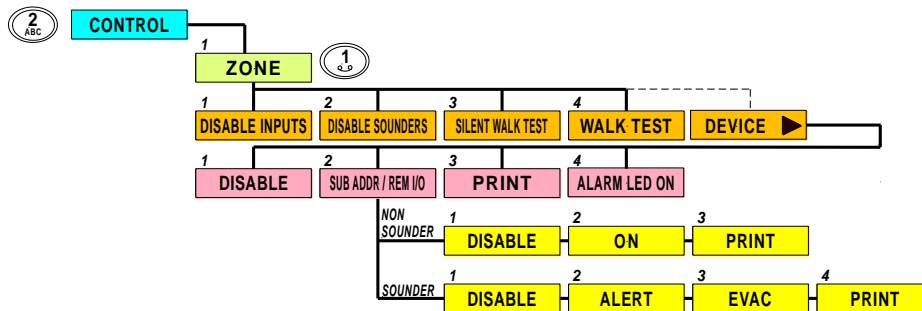 2
ABC
CONTROL
1
ZONE
1
1
DISABLE INPUTS
2
DISABLE SOUNDERS
3
SILENT WALK TEST
4
WALK TEST
DEVICE
1
DISABLE
2
SUB ADDR / REM I/O
3
PRINT
4
ALARM LED ON
NON
SOUNDER
1
DISABLE
2
ON
3
PRINT
SOUNDER
1
DISABLE
2
ALERT
3
EVAC
4
PRINT